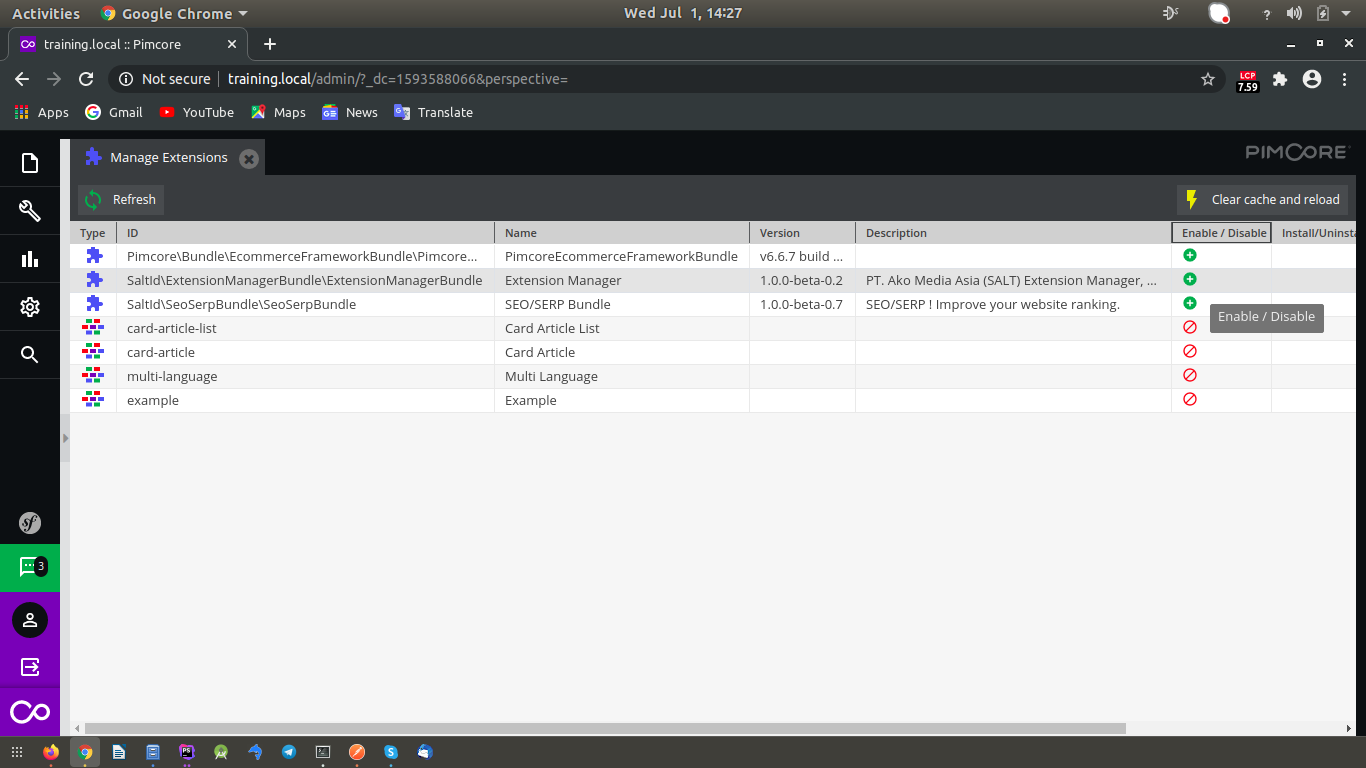 Activities Google Chrome Wed Jul 1, 14:27 ?
training.local :: Pimcore
Not secure training.local/admin/?_dc=1593588066&perspective= LCP 7.59
Apps Gmail YouTube Maps News Translate
Manage Extensions PIMCORE
Refresh Clear cache and reload
Type ID Name Version Description Enable / Disable Install/Uninsta
Pimcore\Bundle\EcommerceFrameworkBundle\Pimcore... PimcoreEcommerceFrameworkBundle v6.6.7 build ...
SaltId\ExtensionManagerBundle\ExtensionManagerBundle Extension Manager 1.0.0-beta-0.2 PT. Ako Media Asia (SALT) Extension Manager, ...
SaltId\SeoSerpBundle\SeoSerpBundle SEO/SERP Bundle 1.0.0-beta-0.7 SEO/SERP ! Improve your website ranking.
Enable / Disable
card-article-list Card Article List
card-article Card Article
multi-language Multi Language
example Example
sf
3
PS